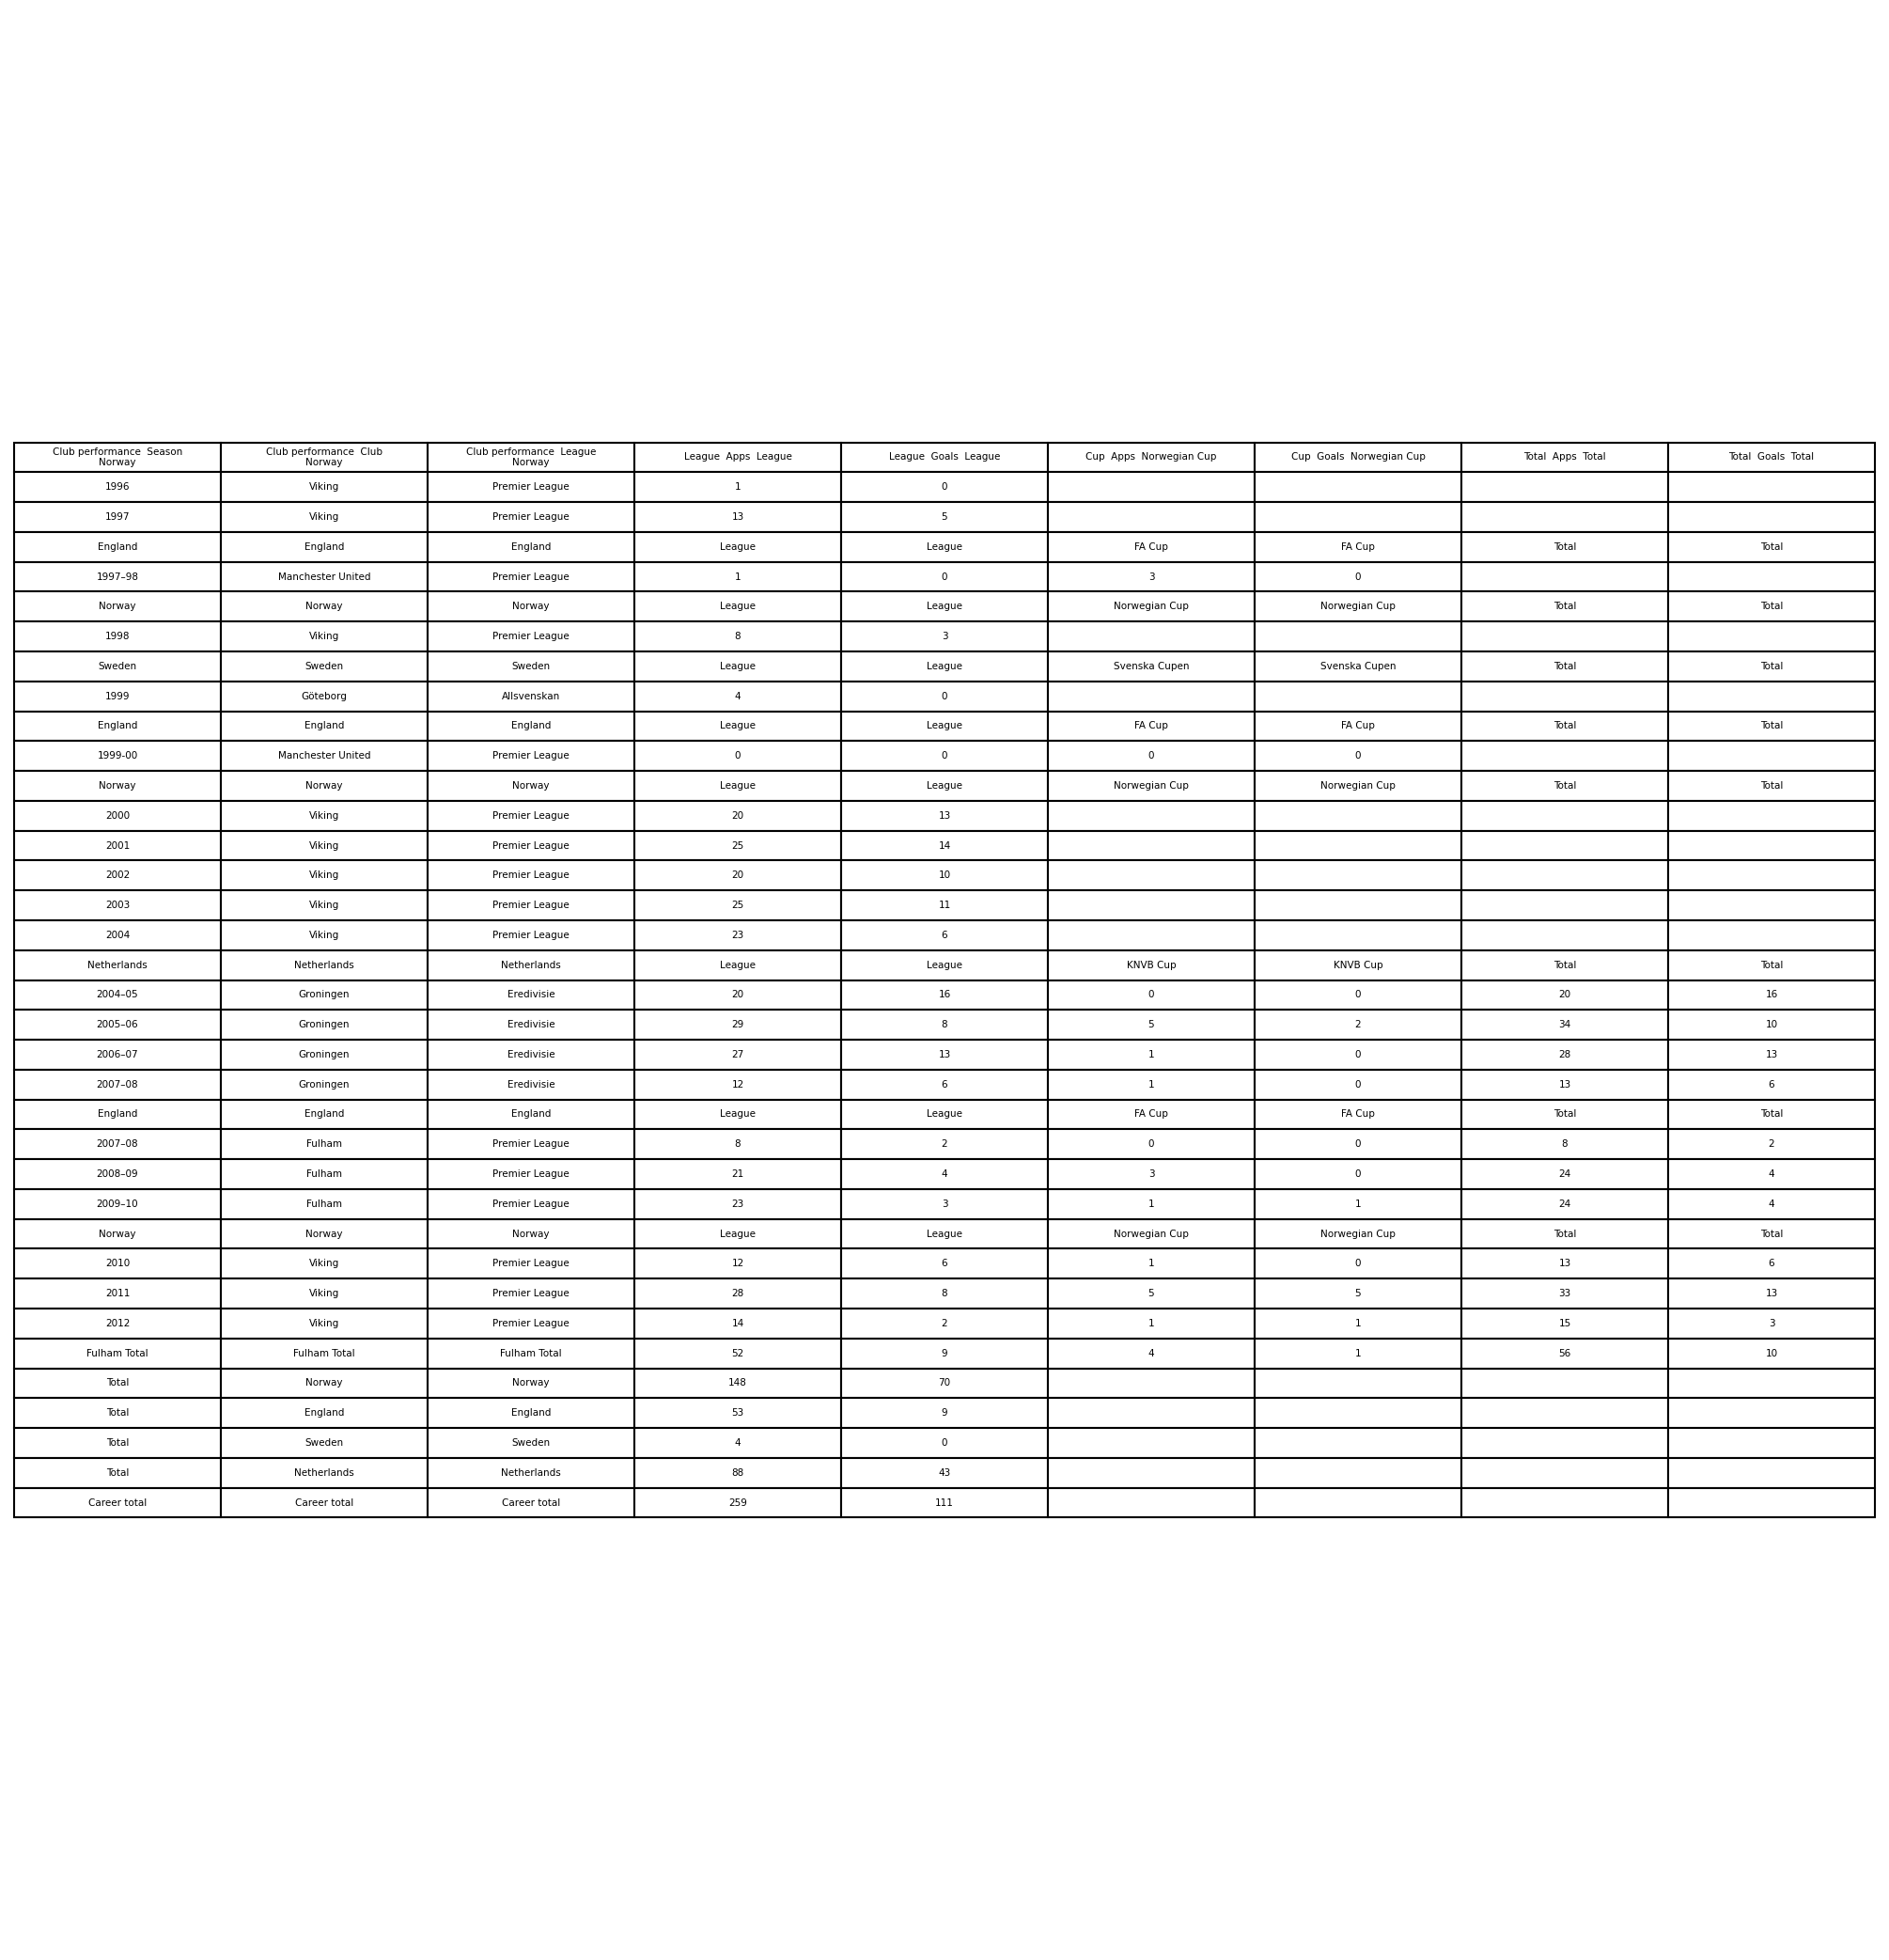 Club performance  Season Norway	Club performance  Club Norway	Club performance  League Norway	League  Apps  League	League  Goals  League	Cup  Apps  Norwegian Cup	Cup  Goals  Norwegian Cup	Total  Apps  Total	Total  Goals  Total
1996	Viking	Premier League	1	0
1997	Viking	Premier League	13	5
England	England	England	League	League	FA Cup	FA Cup	Total	Total
1997–98	Manchester United	Premier League	1	0	3	0
Norway	Norway	Norway	League	League	Norwegian Cup	Norwegian Cup	Total	Total
1998	Viking	Premier League	8	3
Sweden	Sweden	Sweden	League	League	Svenska Cupen	Svenska Cupen	Total	Total
1999	Göteborg	Allsvenskan	4	0
England	England	England	League	League	FA Cup	FA Cup	Total	Total
1999-00	Manchester United	Premier League	0	0	0	0
Norway	Norway	Norway	League	League	Norwegian Cup	Norwegian Cup	Total	Total
2000	Viking	Premier League	20	13
2001	Viking	Premier League	25	14
2002	Viking	Premier League	20	10
2003	Viking	Premier League	25	11
2004	Viking	Premier League	23	6
Netherlands	Netherlands	Netherlands	League	League	KNVB Cup	KNVB Cup	Total	Total
2004–05	Groningen	Eredivisie	20	16	0	0	20	16
2005–06	Groningen	Eredivisie	29	8	5	2	34	10
2006–07	Groningen	Eredivisie	27	13	1	0	28	13
2007–08	Groningen	Eredivisie	12	6	1	0	13	6
England	England	England	League	League	FA Cup	FA Cup	Total	Total
2007–08	Fulham	Premier League	8	2	0	0	8	2
2008–09	Fulham	Premier League	21	4	3	0	24	4
2009–10	Fulham	Premier League	23	3	1	1	24	4
Norway	Norway	Norway	League	League	Norwegian Cup	Norwegian Cup	Total	Total
2010	Viking	Premier League	12	6	1	0	13	6
2011	Viking	Premier League	28	8	5	5	33	13
2012	Viking	Premier League	14	2	1	1	15	3
Fulham Total	Fulham Total	Fulham Total	52	9	4	1	56	10
Total	Norway	Norway	148	70
Total	England	England	53	9
Total	Sweden	Sweden	4	0
Total	Netherlands	Netherlands	88	43
Career total	Career total	Career total	259	111